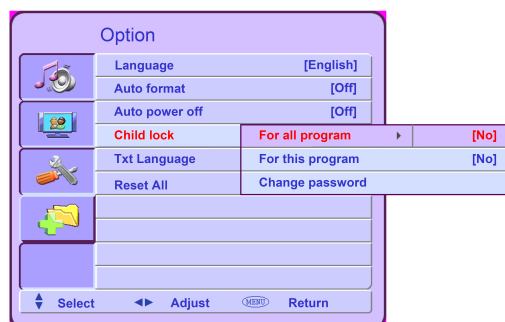 Option
Language [English]
Auto format [Off]
Auto power off [Off]
Child lock For all program [No]
Txt Language For this program [No]
Reset All Change password
Select Adjust MENU Return